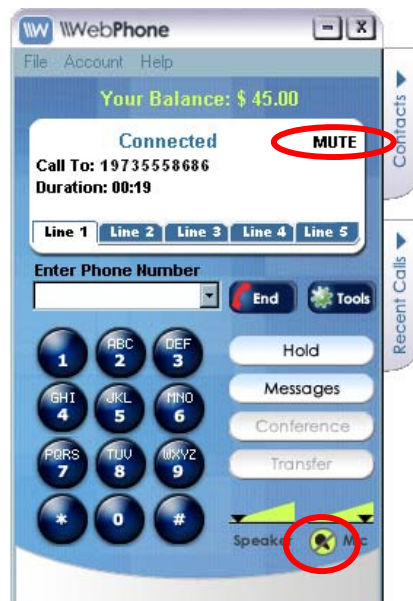 WebPhone
File Account Help
Your Balance: $ 45.00
Connected MUTE
Call To: 19735558686
Duration: 00:19
Line 1 Line 2 Line 3 Line 4 Line 5
Enter Phone Number
End Tools
1 ABC 2 DEF 3
Hold
GHI 4 JKL 5 MNO 6
Messages
Conference
PQRS 7 TUV 8 WXYZ 9
Transfer
* 0 #
Speaker Mic
Contacts
Recent Calls